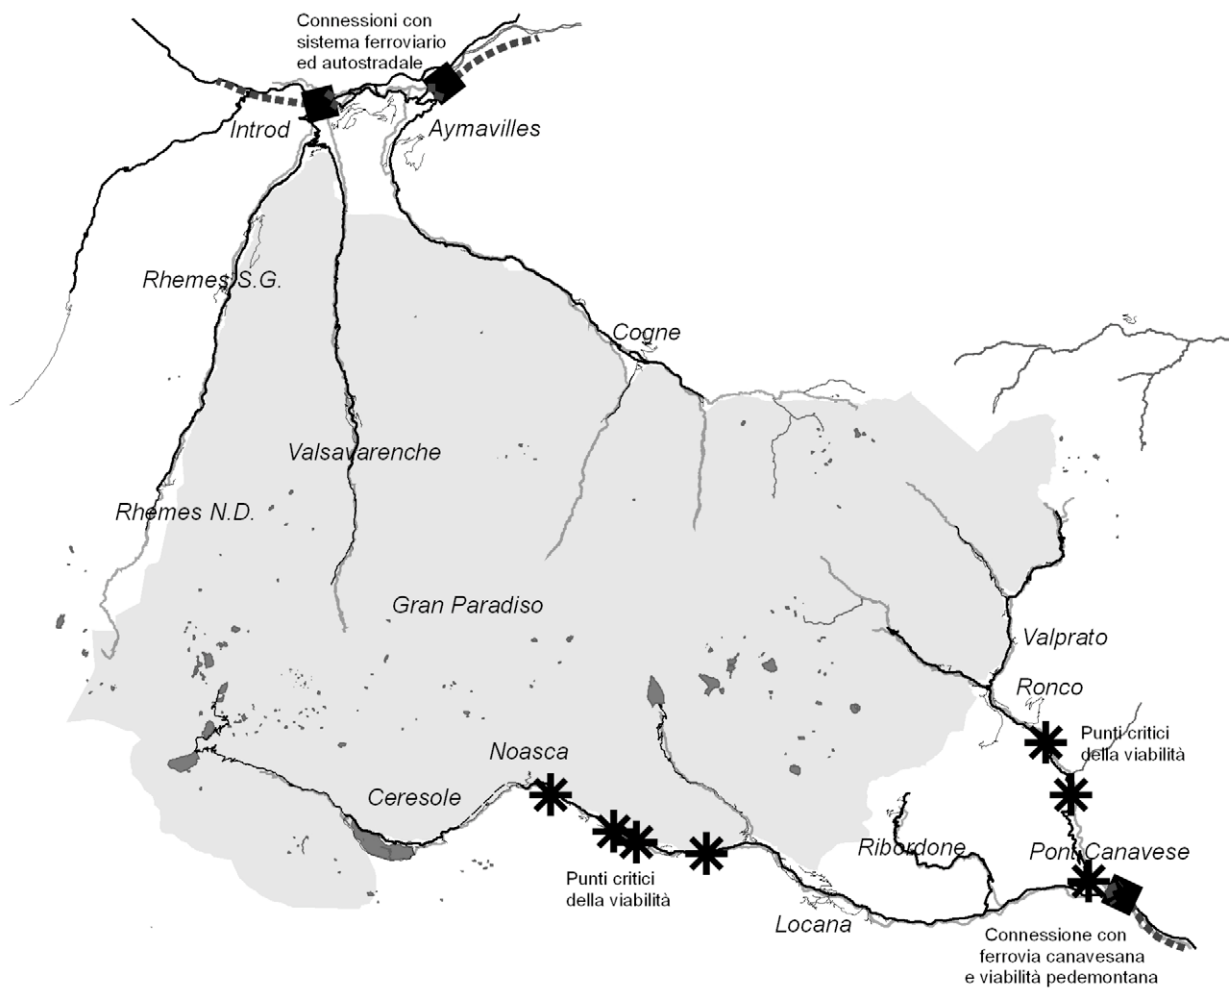 Connessioni con
sistema ferroviario
ed autostradale
Introd
Aymavilles
Rhemes S.G.
Cogne
Valsavarenche
Rhemes N.D.
Gran Paradiso
Valprato
Ronco
Punti critici
della viabilità
Noasca
Ceresole
Ribordone
Pont Canavese
Punti critici
della viabilità
Locana
Connessione con
ferrovia canavesana
e viabilità pedemontana